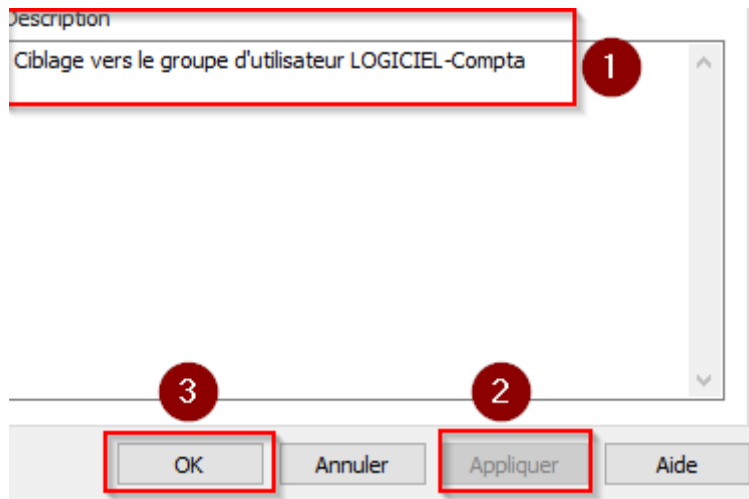 Description
Ciblage vers le groupe d'utilisateur LOGICIEL-Compta
1
3
2
OK
Annuler
Appliquer
Aide